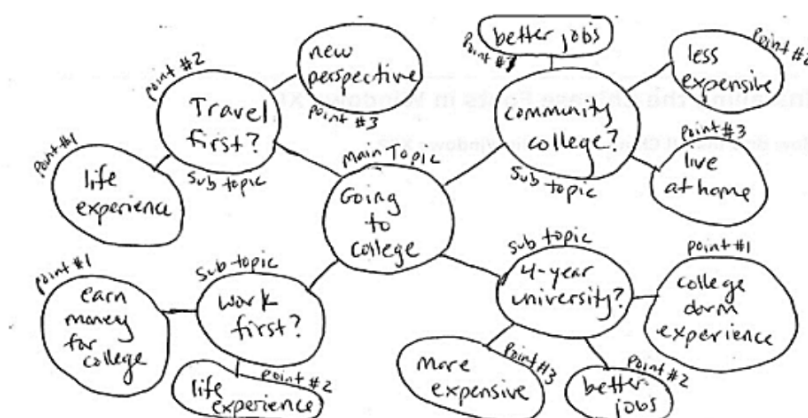 point #2
new
perspective
point #3
Travel
first?
Sub topic
point #1
life
experience
better jobs
point #1
community
college?
Sub topic
point #2
less
expensive
point #3
live
at home
Main Topic
Going
to
college
Sub topic
work
first?
point #1
earn
money
for
college
point #2
life
experience
Sub topic
4-year
university?
point #1
college
dorm
experience
point #3
more
expensive
point #2
better
jobs